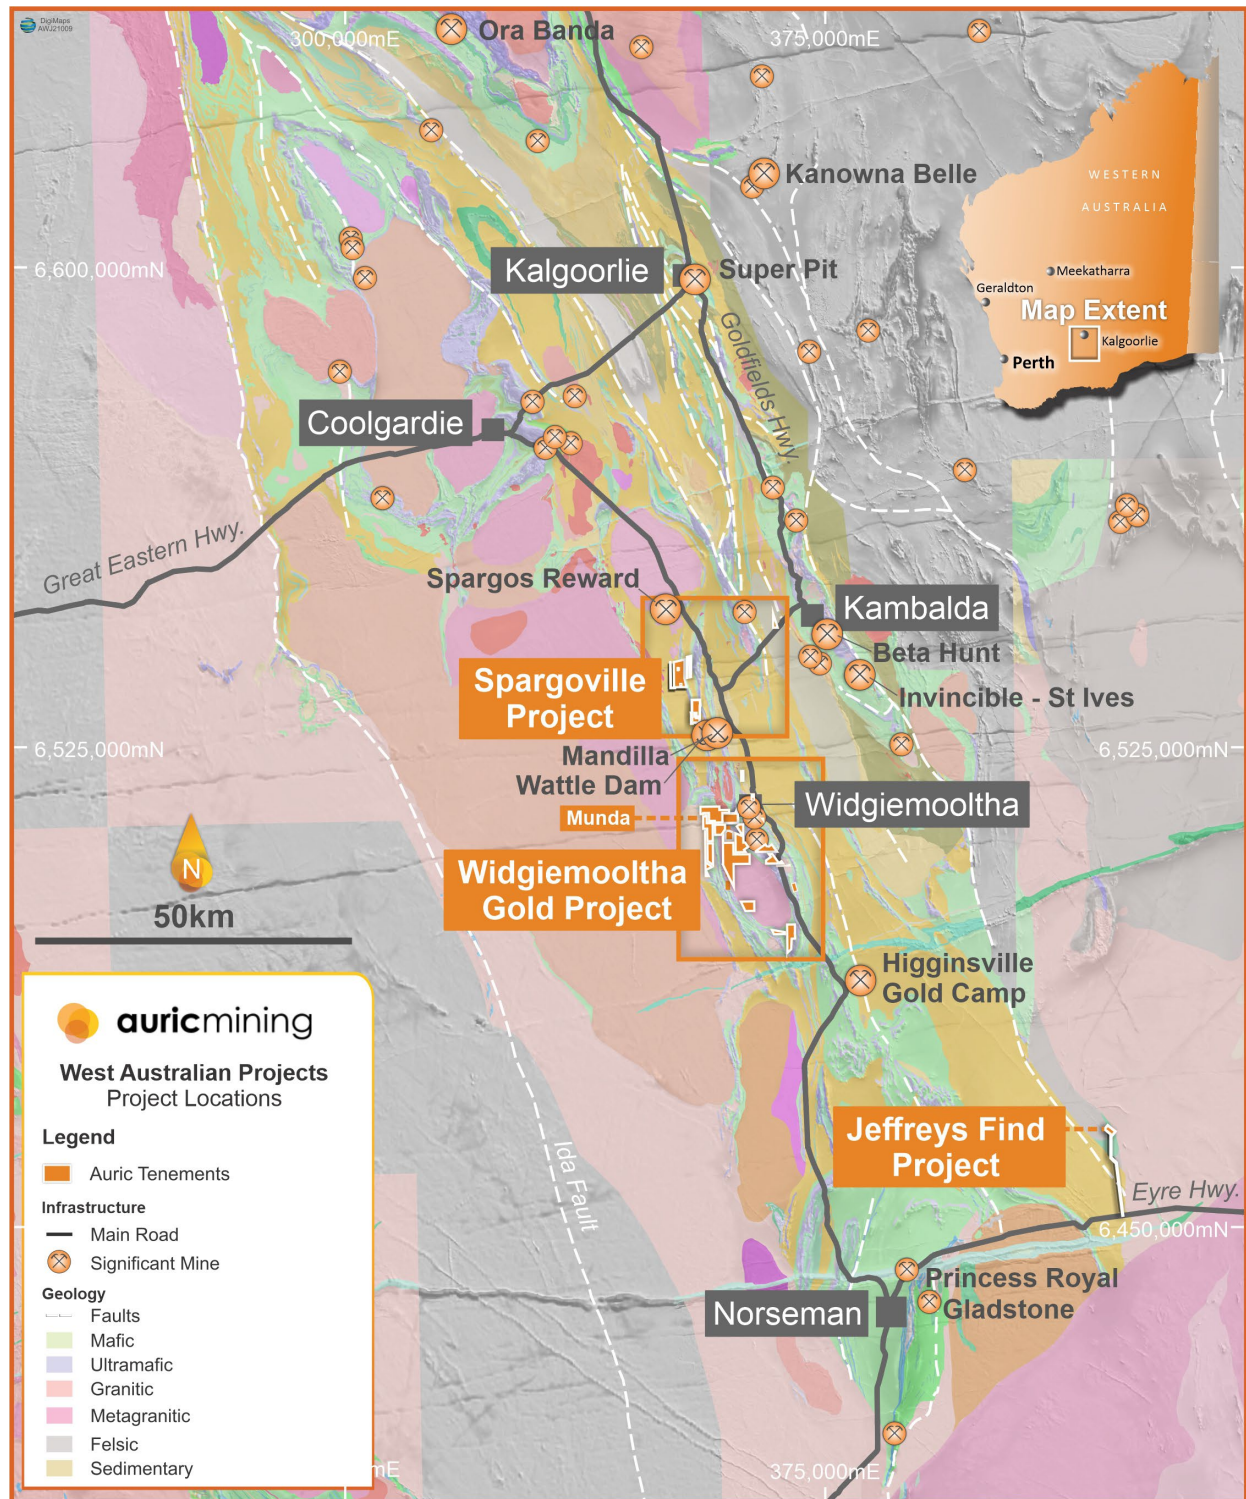 DigiMaps
AWJ21009
300,000mE
Ora Banda
375,000mE
Kanowna Belle
WESTERN
AUSTRALIA
Meekatharra
Geraldton
Map Extent
Kalgoorlie
Perth
6,600,000mN
Kalgoorlie
Super Pit
Goldfields Hwy.
Coolgardie
Great Eastern Hwy.
Spargos Reward
Kambalda
Beta Hunt
Invincible - St Ives
Spargoville
Project
6,525,000mN
6,525,000mN
Mandilla
Wattle Dam
Munda
Widgiemooltha
Widgiemooltha
Gold Project
N
50km
Higginsville
Gold Camp
Jeffreys Find
Project
Ida Fault
Eyre Hwy.
6,450,000mN
Princess Royal
Gladstone
Norseman
mE
375,000mE
auricmining
West Australian Projects
Project Locations
Legend
Auric Tenements
Infrastructure
Main Road
Significant Mine
Geology
Faults
Mafic
Ultramafic
Granitic
Metagranitic
Felsic
Sedimentary